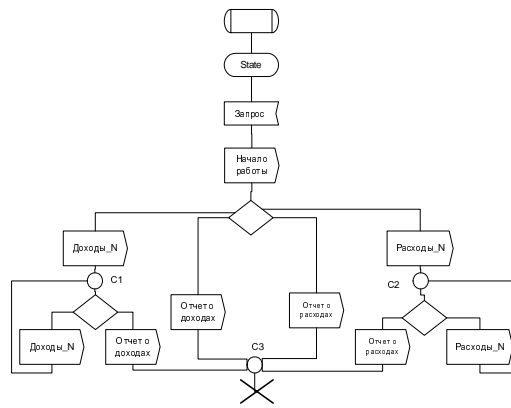 State
Запрос
Начало
работы
Доходы_N
Расходы_N
C1
C2
Отчет о
доходах
Отчет о
расходах
Доходы_N
Отчет о
доходах
C3
Отчет о
расходах
Расходы_N